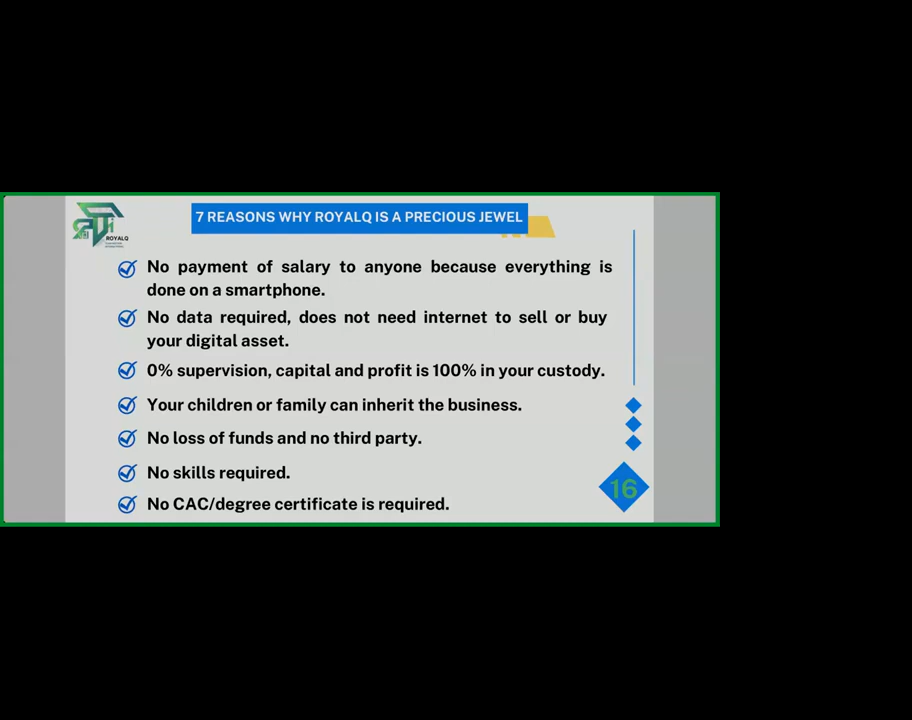 7 REASONS WHY ROYALQ IS A PRECIOUS JEWEL
ROYALQ
No payment of salary to anyone because everything is
done on a smartphone.
No data required, does not need internet to sell or buy
your digital asset.
0% supervision, capital and profit is 100% in your custody.
Your children or family can inherit the business.
No loss of funds and no third party.
No skills required.
16
No CAC/degree certificate is required.